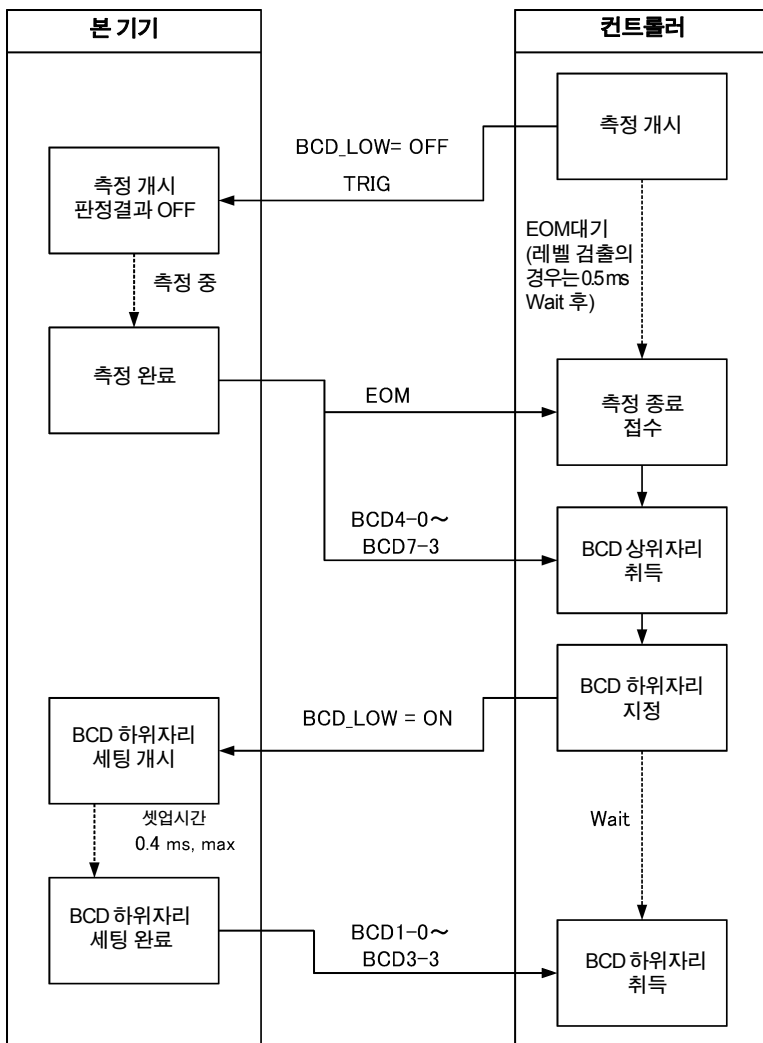 본 기기
컨트롤러
측정 개시
BCD_LOW= OFF
TRIG
측정 개시
판정결과 OFF
EOM대기
(레벨 검출의
경우는 0.5 ms
Wait 후)
측정 중
측정 완료
EOM
측정 종료
접수
BCD4-0~
BCD7-3
BCD 상위자리
취득
BCD 하위자리
지정
BCD_LOW = ON
BCD 하위자리
세팅 개시
셋업시간
0.4 ms, max
Wait
BCD 하위자리
세팅 완료
BCD1-0~
BCD3-3
BCD 하위자리
취득